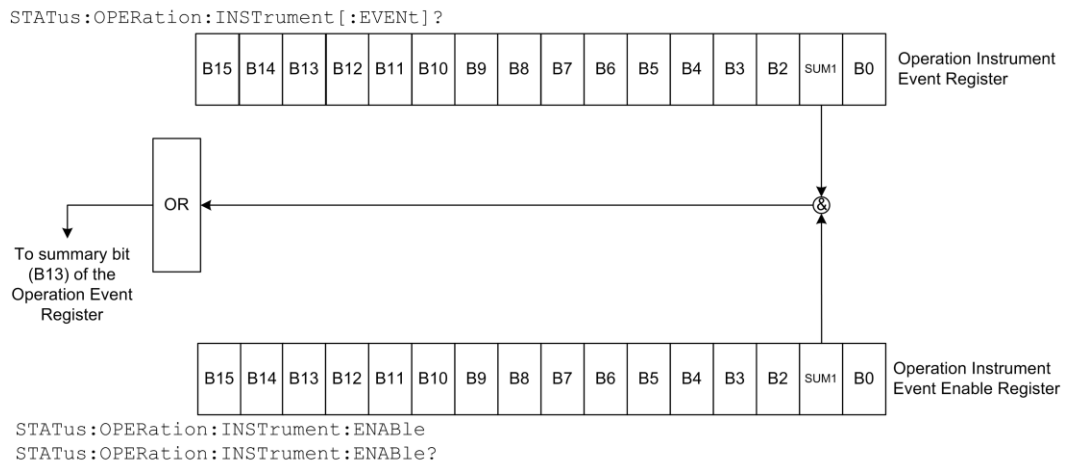 STATus:OPERation:INSTrument[:EVENt]?
B15 B14 B13 B12 B11 B10 B9 B8 B7 B6 B5 B4 B3 B2 SUM1 B0
Operation Instrument
Event Register
OR
&
To summary bit
(B13) of the
Operation Event
Register
B15 B14 B13 B12 B11 B10 B9 B8 B7 B6 B5 B4 B3 B2 SUM1 B0
Operation Instrument
Event Enable Register
STATus:OPERation:INSTrument:ENABle
STATus:OPERation:INSTrument:ENABle?